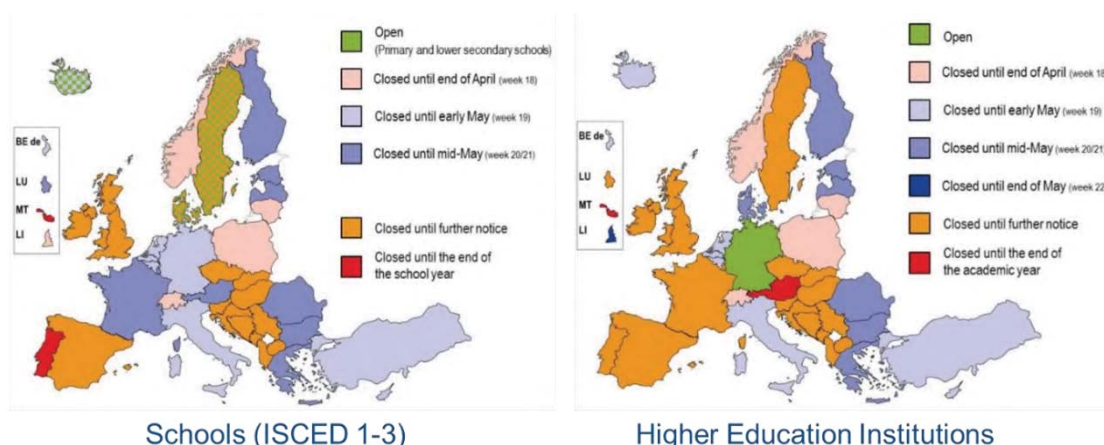 Open
(Primary and lower secondary schools)
Closed until end of April (week 18)
Closed until early May (week 19)
Closed until mid-May (week 20/21)
Closed until further notice
Closed until the end of
the school year
BE de
LU
MT
LI
Schools (ISCED 1-3)
Open
Closed until end of April (week 18
Closed until early May (week 19)
Closed until mid-May (week 20/21)
Closed until end of May (week 22
Closed until further notice
Closed until the end of
the academic year
BE de
LU
MT
LI
Higher Education Institutions